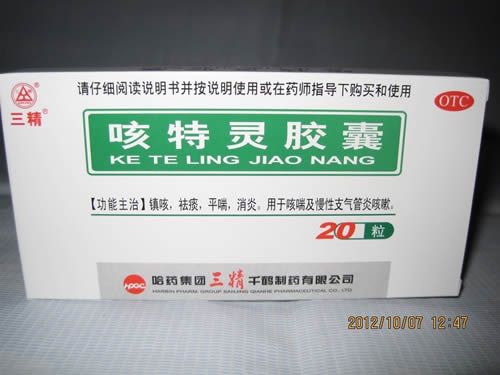 请仔细阅读说明书并按说明使用或在药师指导下购买和使用
三精®
OTC
咳特灵胶囊
KE TE LING JIAO NANG
【功能主治】镇咳，祛痰，平喘，消炎。用于咳喘及慢性支气管炎咳嗽。
20粒
HPGC 哈药集团三精千鹤制药有限公司
HARBIN PHARM. GROUP SANJING QIANHE PHARMACEUTICAL CO., LTD
2012/10/07 12:47